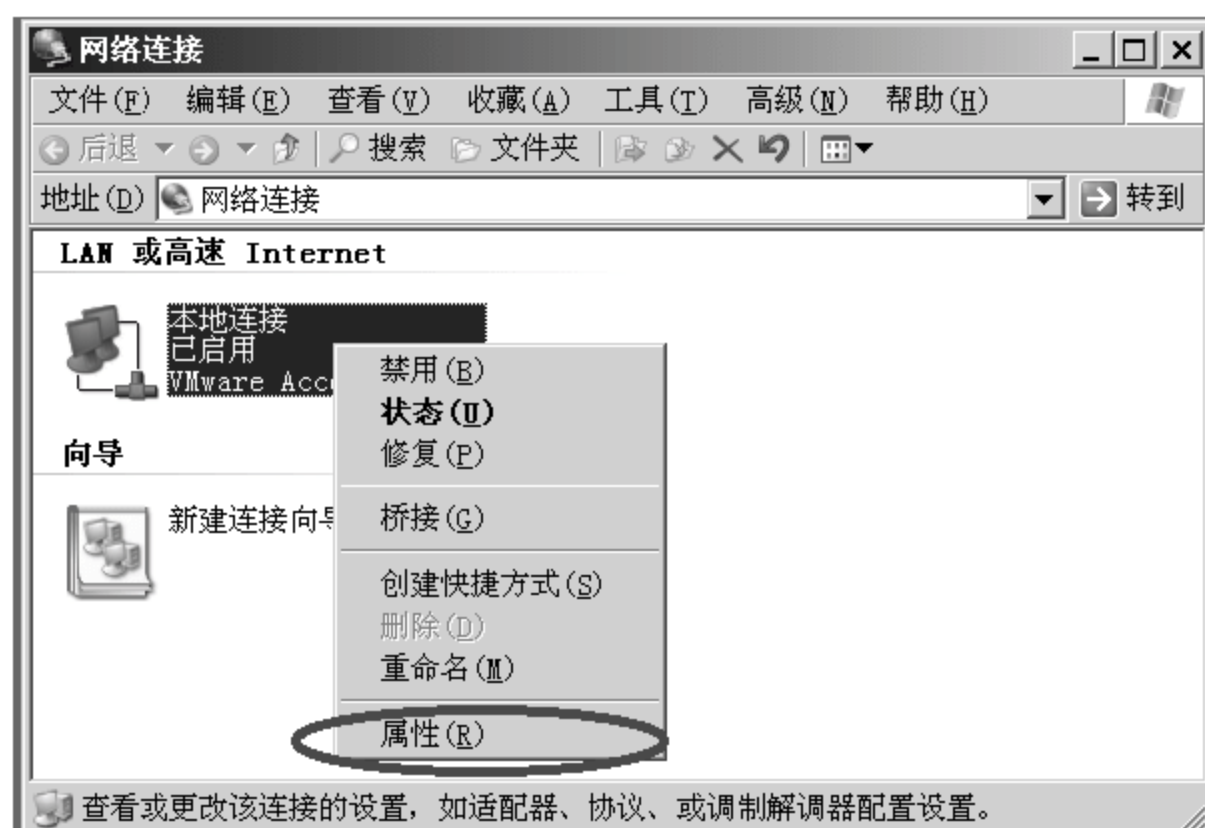 网络连接
文件(F) 编辑(E) 查看(V) 收藏(A) 工具(T) 高级(N) 帮助(H)
后退 搜索 文件夹
地址(D) 网络连接 转到
LAN 或高速 Internet
本地连接
已启用
VMware Acc
禁用(B)
状态(U)
修复(P)
向导
新建连接向
桥接(G)
创建快捷方式(S)
删除(D)
重命名(M)
属性(R)
查看或更改该连接的设置，如适配器、协议、或调制解调器配置设置。